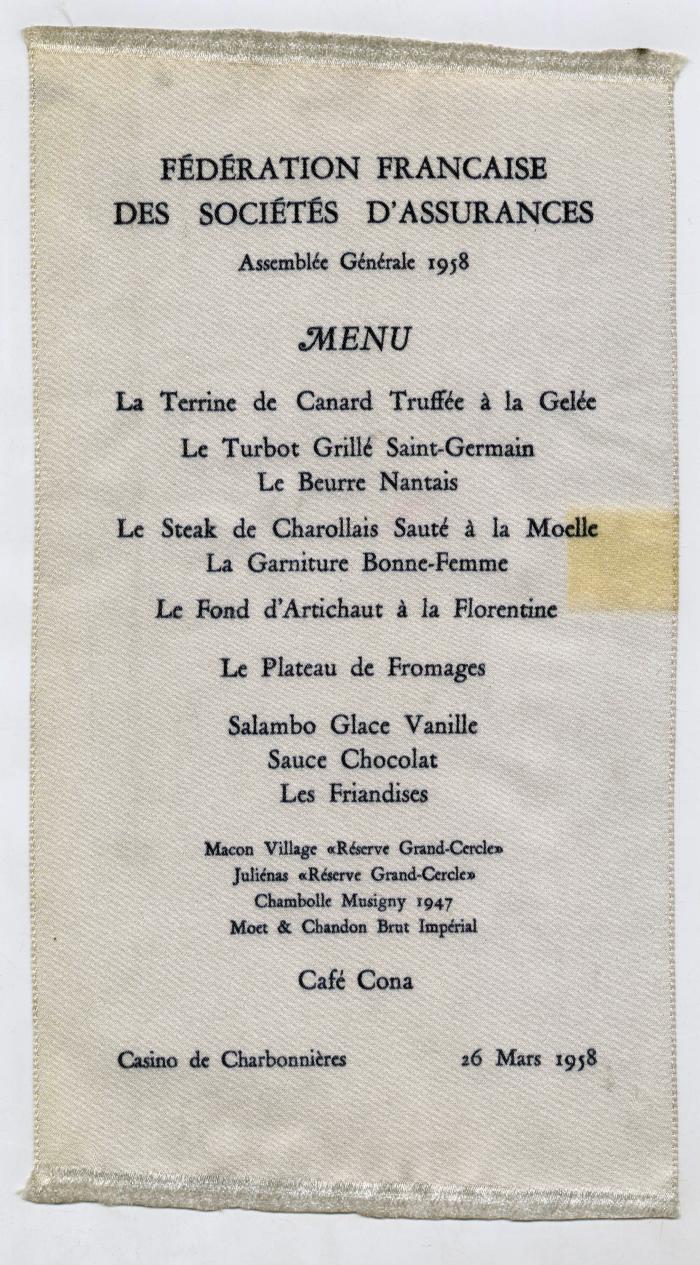 FÉDÉRATION FRANCAISE
DES SOCIÉTÉS D'ASSURANCES
Assemblée Générale 1958
MENU
La Terrine de Canard Truffée à la Gelée
Le Turbot Grillé Saint-Germain
Le Beurre Nantais
Le Steak de Charollais Sauté à la Moelle
La Garniture Bonne-Femme
Le Fond d'Artichaut à la Florentine
Le Plateau de Fromages
Salambo Glace Vanille
Sauce Chocolat
Les Friandises
Macon Village «Réserve Grand-Cercle»
Juliénas «Réserve Grand-Cercle»
Chambolle Musigny 1947
Moet & Chandon Brut Impérial
Café Cona
Casino de Charbonnières 26 Mars 1958